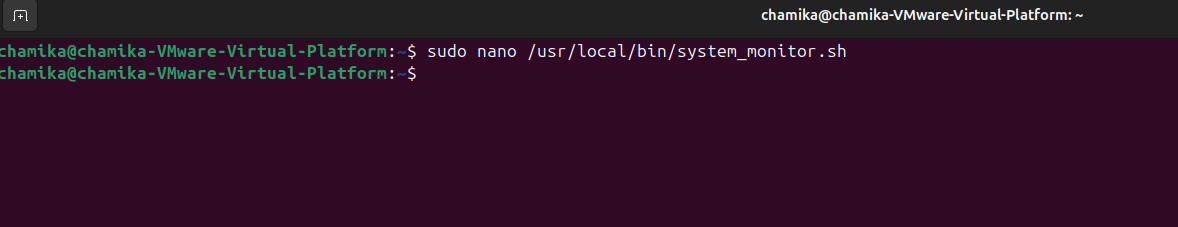 chamika@chamika-VMware-Virtual-Platform: ~
chamika@chamika-VMware-Virtual-Platform:~$ sudo nano /usr/local/bin/system_monitor.sh
chamika@chamika-VMware-Virtual-Platform:~$